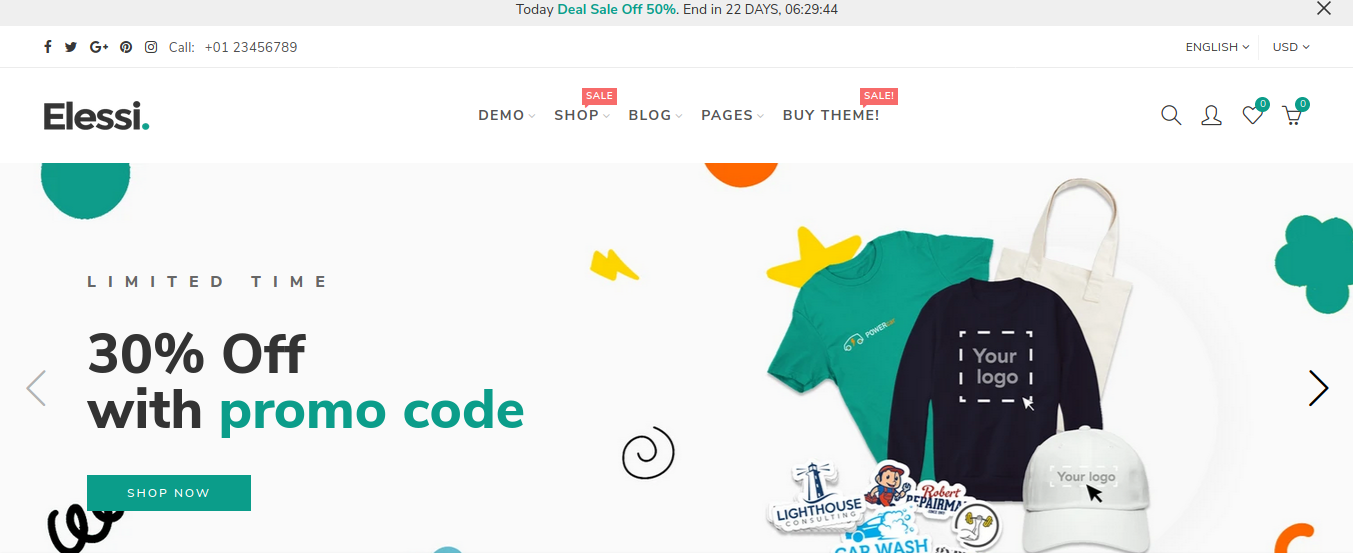 Today Deal Sale Off 50%. End in 22 DAYS, 06:29:44
Call: +01 23456789
ENGLISH
USD
Elessi.
DEMO
SHOP
SALE
BLOG
PAGES
BUY THEME!
SALE!
0
0
LIMITED TIME
30% Off
with promo code
SHOP NOW
POWER
Your
logo
Your logo
LIGHTHOUSE
CONSULTING
Robert
REPAIRMA
CAR WASH